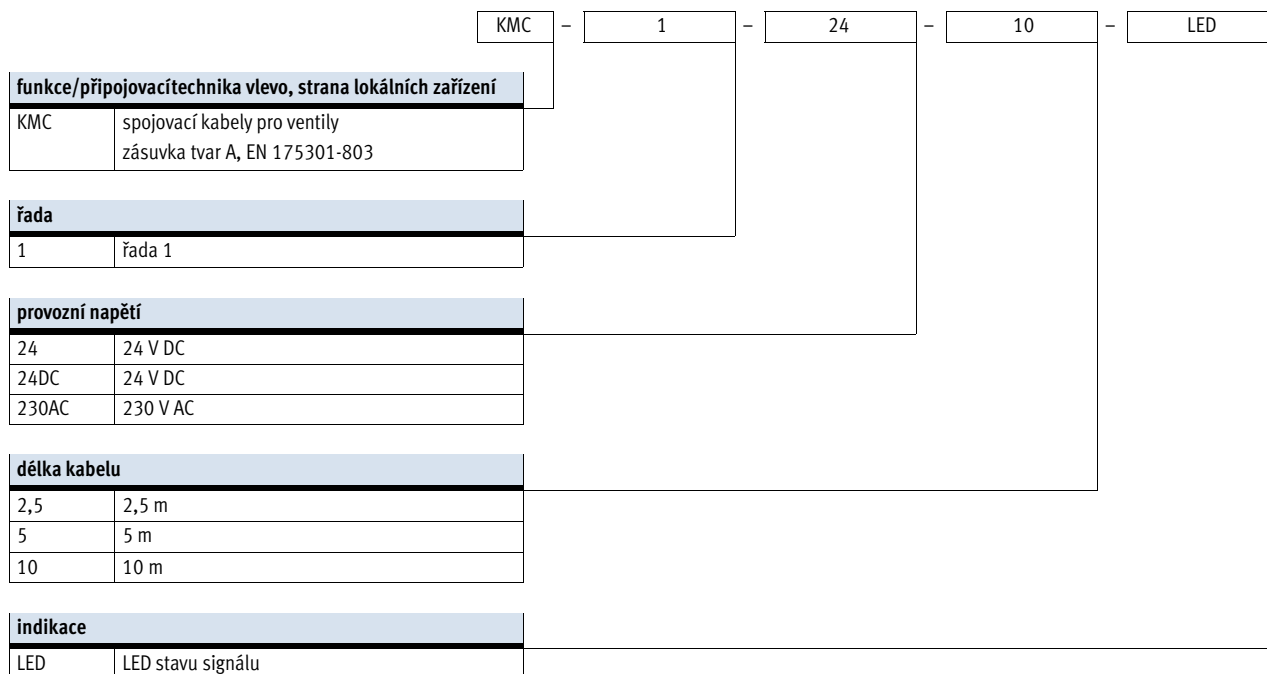 KMC – 1 – 24 – 10 – LED
funkce/připojovacítechnika vlevo, strana lokálních zařízení
KMC spojovací kabely pro ventily
zásuvka tvar A, EN 175301-803
řada
1 řada 1
provozní napětí
24 24 V DC
24DC 24 V DC
230AC 230 V AC
délka kabelu
2,5 2,5 m
5 5 m
10 10 m
indikace
LED LED stavu signálu